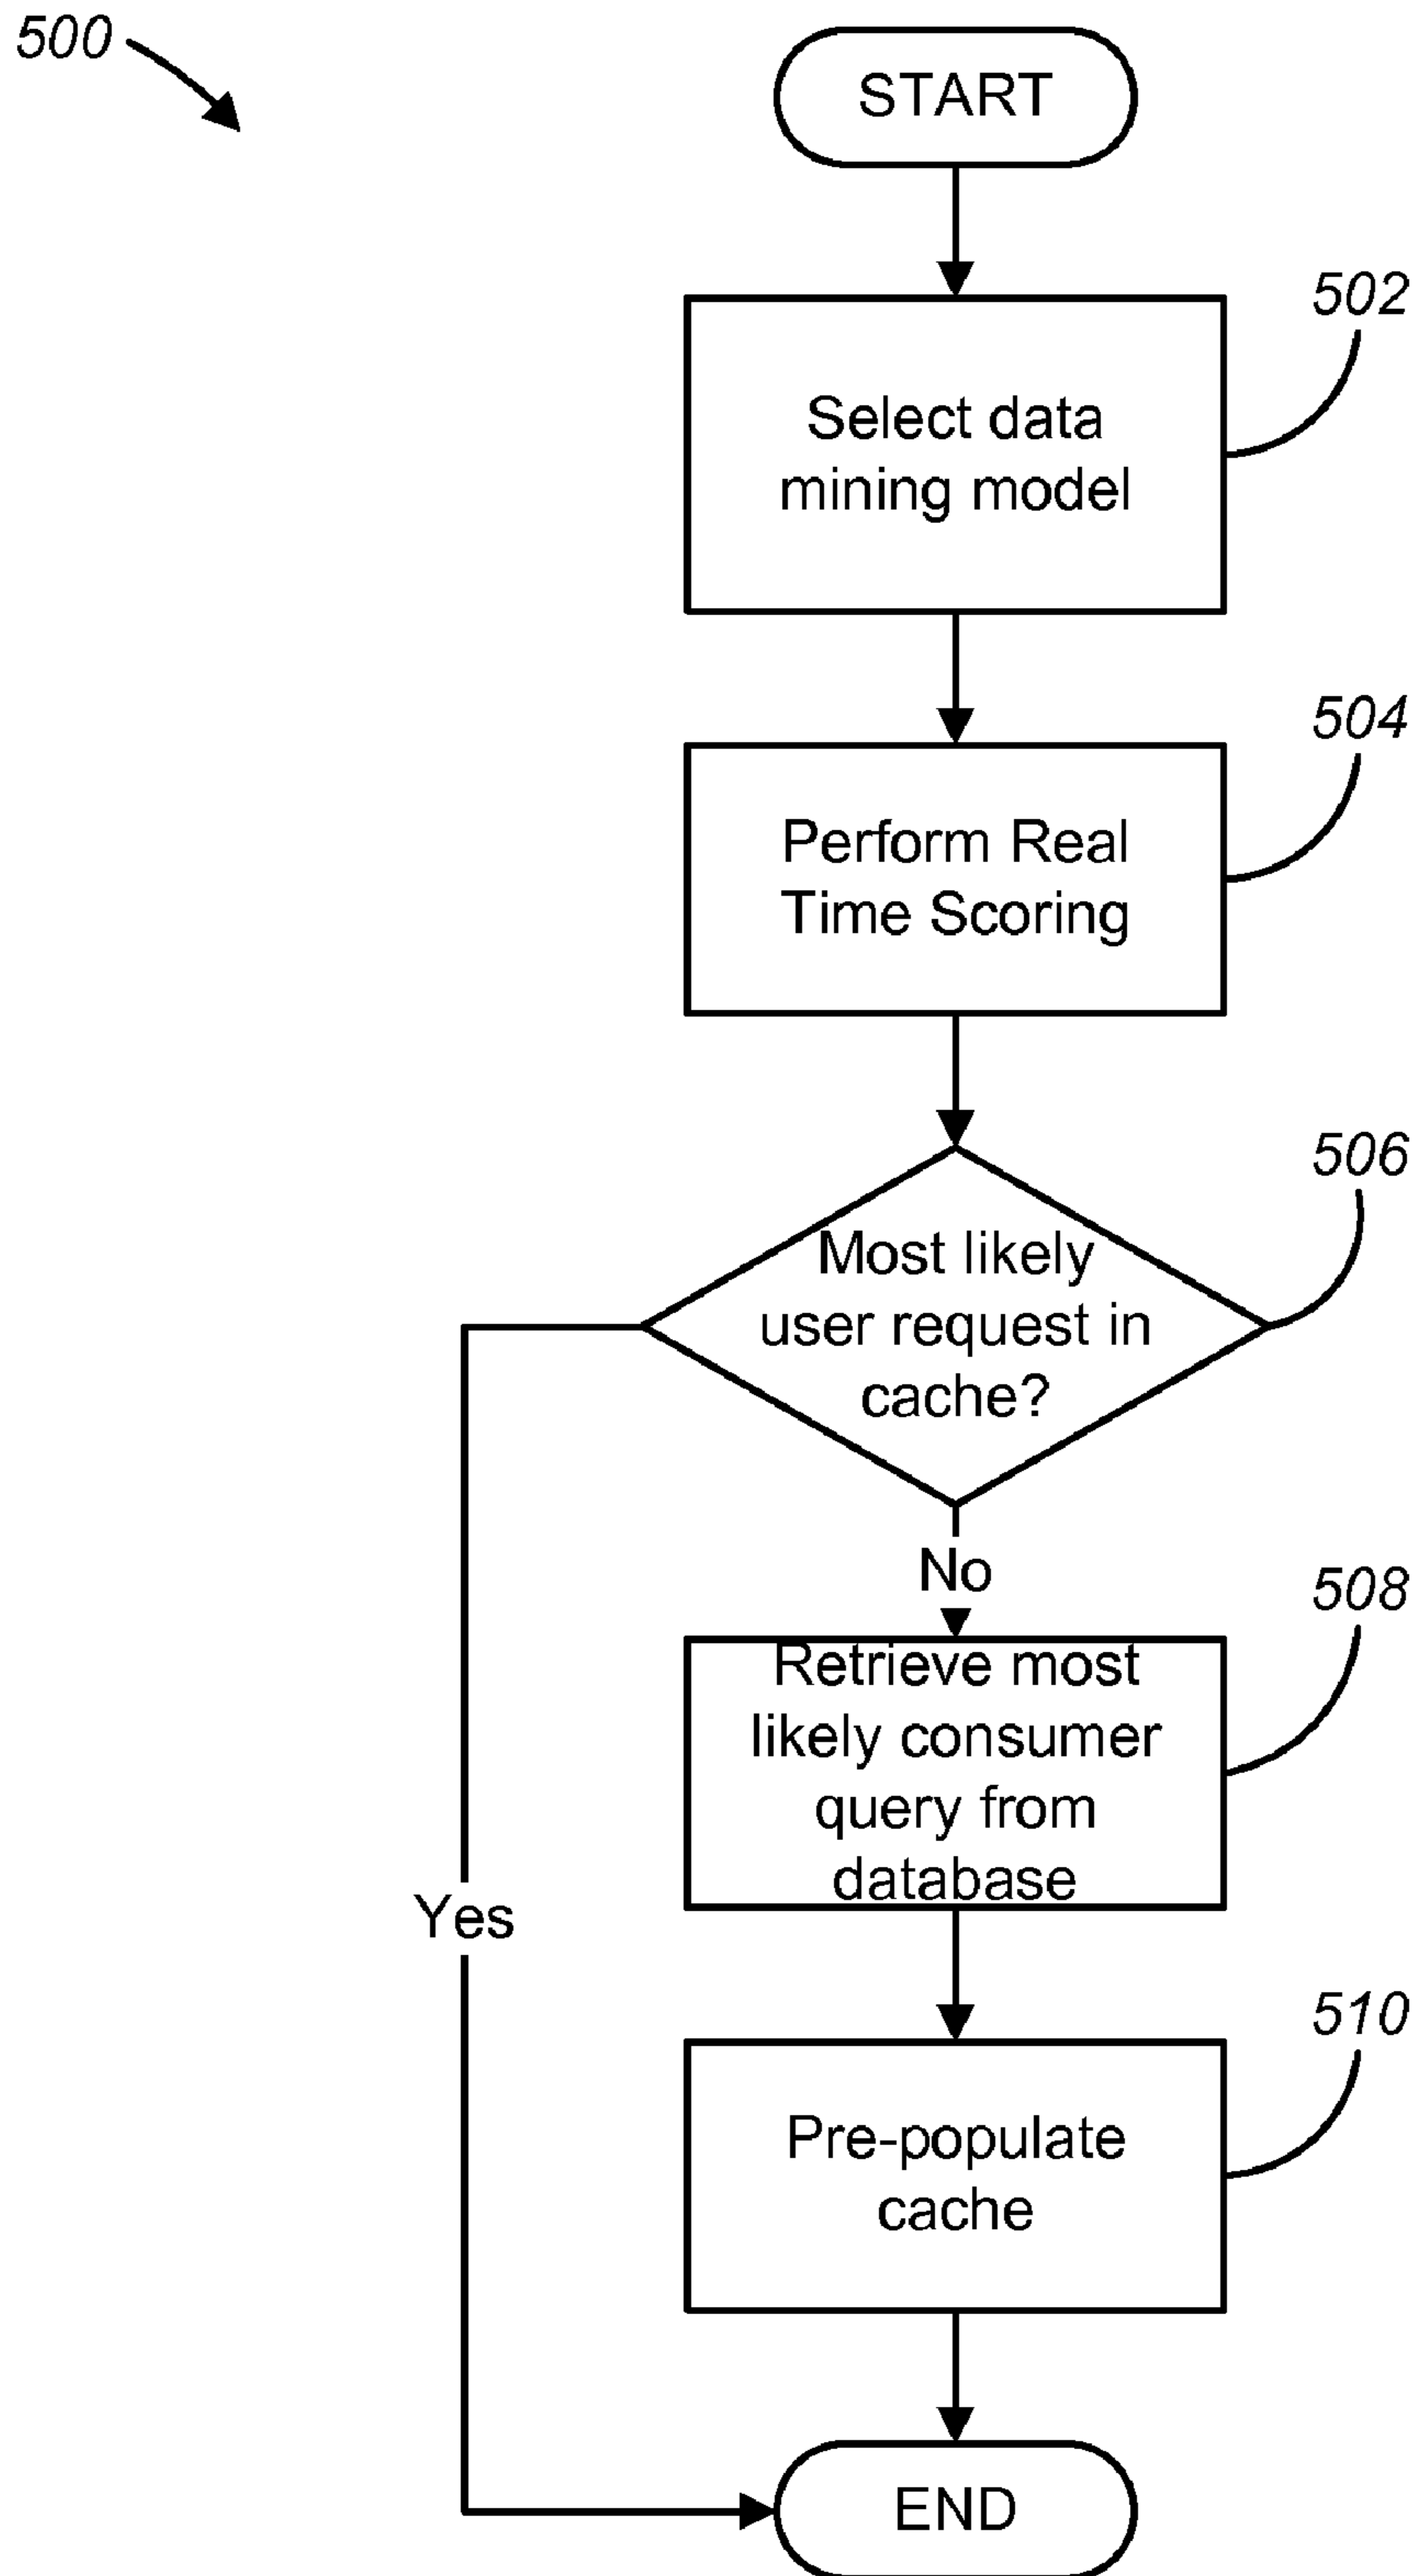 500
START
502
Select data
mining model
504
Perform Real
Time Scoring
506
Most likely
user request in
cache?
No
508
Retrieve most
likely consumer
query from
database
Yes
510
Pre-populate
cache
END